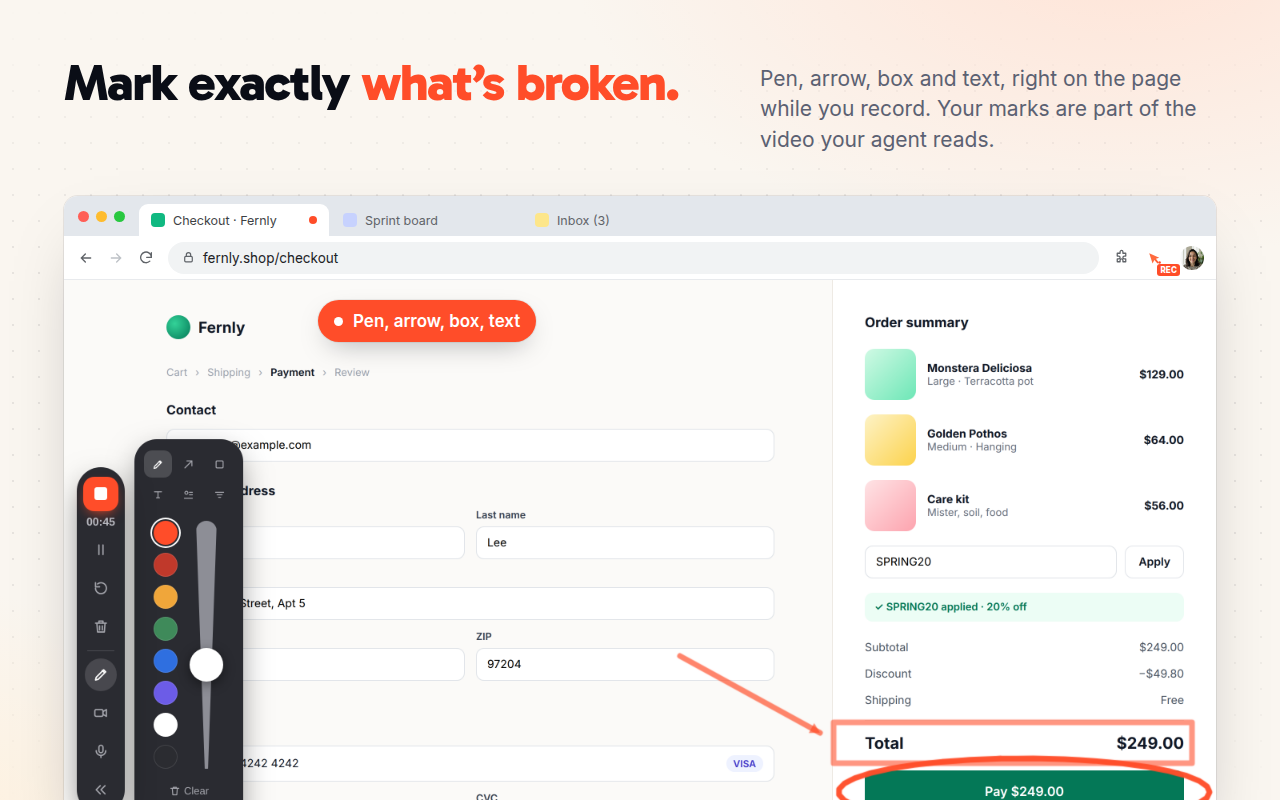 Mark exactly what's broken.
Pen, arrow, box and text, right on the page
while you record. Your marks are part of the
video your agent reads.
Checkout · Fernly
Sprint board
Inbox (3)
fernly.shop/checkout
REC
Fernly
Pen, arrow, box, text
Cart › Shipping › Payment › Review
Contact
@example.com
dress
Last name
Lee
Street, Apt 5
ZIP
97204
4242 4242
VISA
CVC
00:45
T
Clear
Order summary
Monstera Deliciosa
Large · Terracotta pot
$129.00
Golden Pothos
Medium · Hanging
$64.00
Care kit
Mister, soil, food
$56.00
SPRING20
Apply
✓ SPRING20 applied · 20% off
Subtotal $249.00
Discount −$49.80
Shipping Free
Total $249.00
Pay $249.00